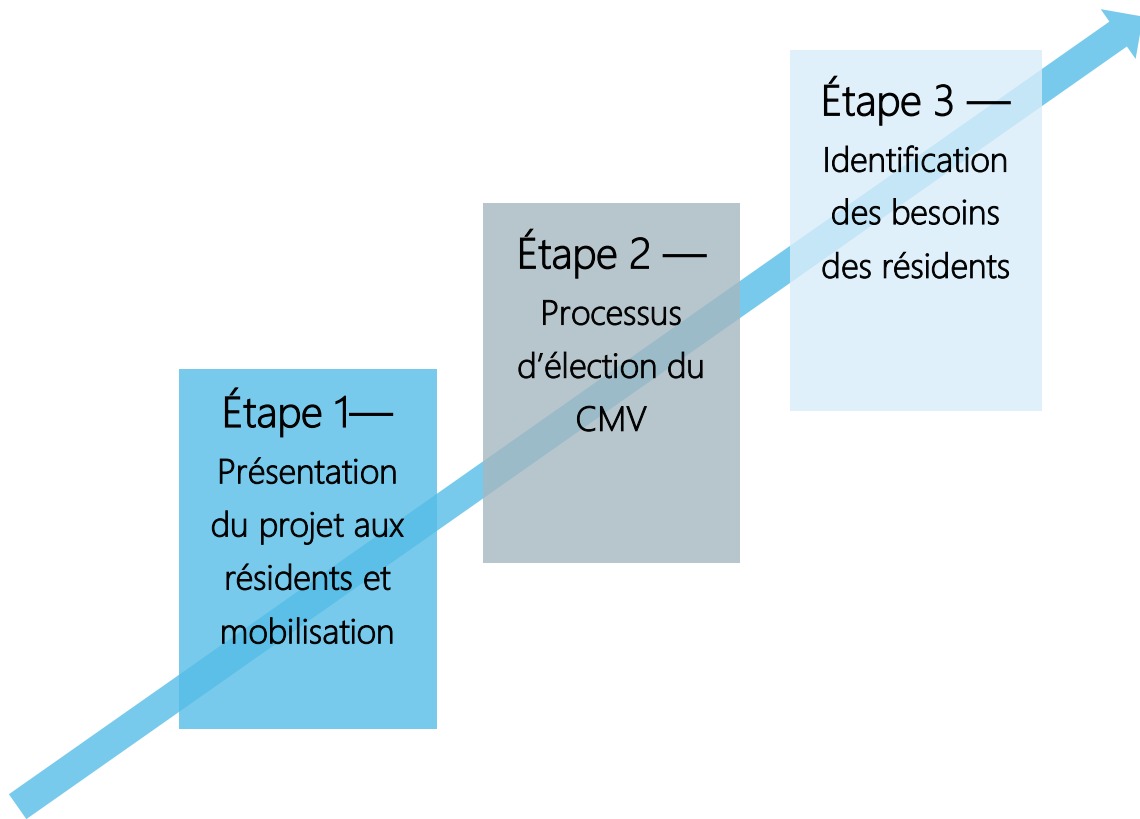 Étape 1—
Présentation
du projet aux
résidents et
mobilisation
Étape 2 —
Processus
d’élection du
CMV
Étape 3 —
Identification
des besoins
des résidents